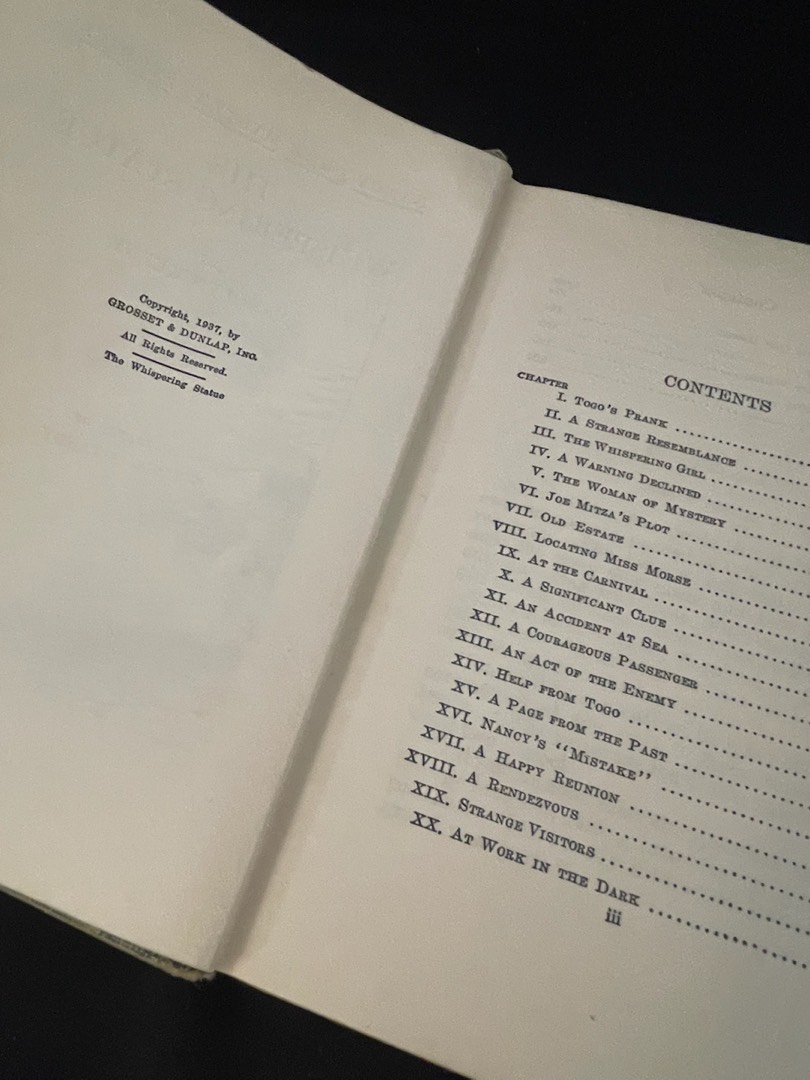 Copyright, 1937, by
GROSSET & DUNLAP, INC.
All Rights Reserved.
The Whispering Statue
CONTENTS
CHAPTER
I. TOGO'S PRANK
II. A STRANGE RESEMBLANCE
III. THE WHISPERING GIRL
IV. A WARNING DECLINED
V. THE WOMAN OF MYSTERY
VI. JOE MITZA'S PLOT
VII. OLD ESTATE
VIII. LOCATING MISS MORSE
IX. AT THE CARNIVAL
X. A SIGNIFICANT CLUE
XI. AN ACCIDENT AT SEA
XII. A COURAGEOUS PASSENGER
XIII. AN ACT OF THE ENEMY
XIV. HELP FROM TOGO
XV. A PAGE FROM THE PAST
XVI. NANCY'S "MISTAKE"
XVII. A HAPPY REUNION
XVIII. A RENDEZVOUS
XIX. STRANGE VISITORS
XX. AT WORK IN THE DARK
iii